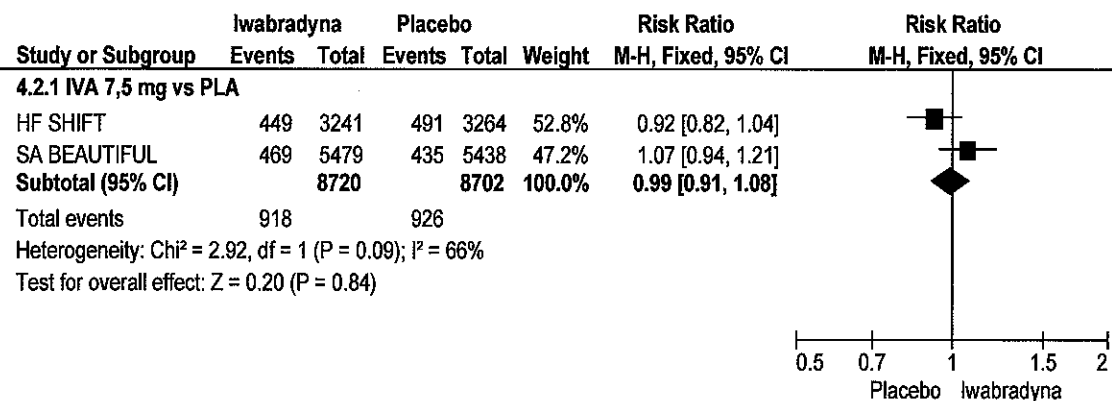 Iwabradyna Placebo Risk Ratio Risk Ratio
Study or Subgroup Events Total Events Total Weight M-H, Fixed, 95% CI M-H, Fixed, 95% CI
4.2.1 IVA 7,5 mg vs PLA
HF SHIFT 449 3241 491 3264 52.8% 0.92 [0.82, 1.04]
SA BEAUTIFUL 469 5479 435 5438 47.2% 1.07 [0.94, 1.21]
Subtotal (95% CI) 8720 8702 100.0% 0.99 [0.91, 1.08]
Total events 918 926
Heterogeneity: Chi² = 2.92, df = 1 (P = 0.09); I² = 66%
Test for overall effect: Z = 0.20 (P = 0.84)
0.5 0.7 1 1.5 2
Placebo Iwabradyna